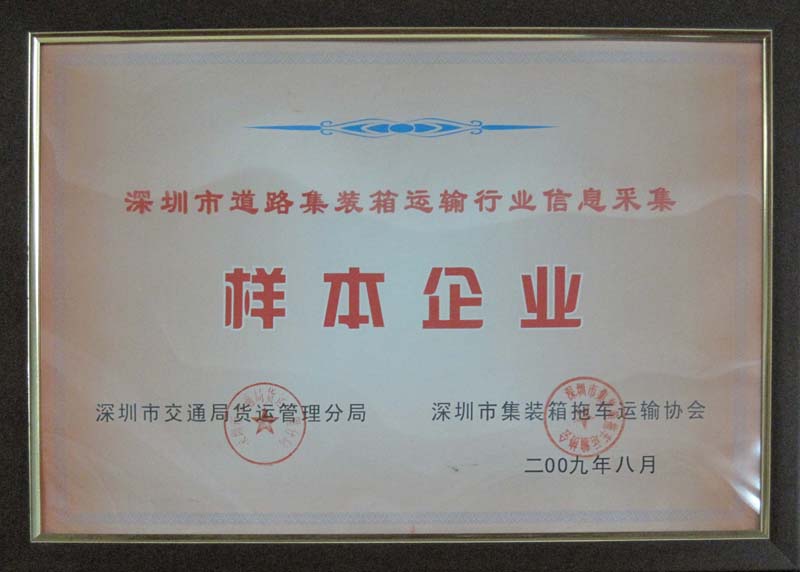 深圳市道路集装箱运输行业信息采集
样本企业
深圳市交通局货运管理分局
深圳市集装箱拖车运输协会
二00九年八月